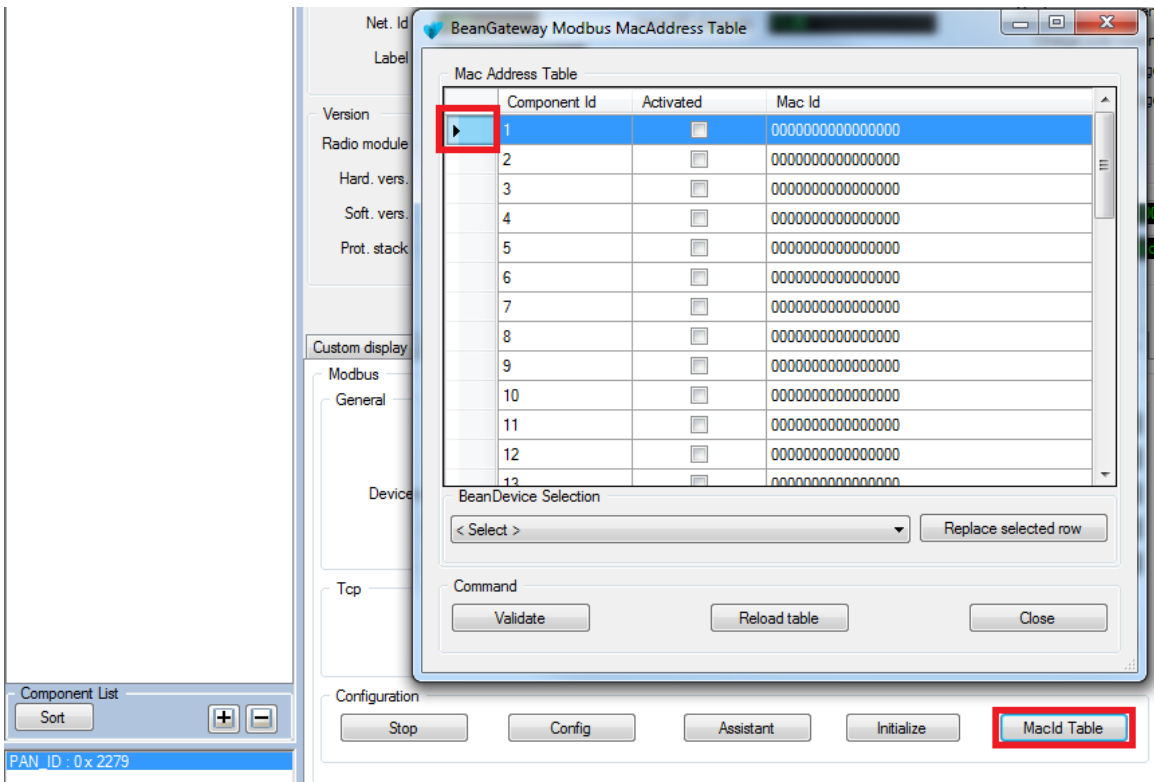 Net. Id
Label
Version
Radio module
Hard. vers.
Soft. vers.
Prot. stack
Custom display
Modbus
General
Device
Tcp
BeanGateway Modbus MacAddress Table
Mac Address Table
Component Id Activated Mac Id
1 0000000000000000
2 0000000000000000
3 0000000000000000
4 0000000000000000
5 0000000000000000
6 0000000000000000
7 0000000000000000
8 0000000000000000
9 0000000000000000
10 0000000000000000
11 0000000000000000
12 0000000000000000
13 0000000000000000
BeanDevice Selection
< Select > Replace selected row
Command
Validate Reload table Close
Configuration
Stop Config Assistant Initialize MacId Table
Component List
Sort
PAN_ID : 0 x 2279